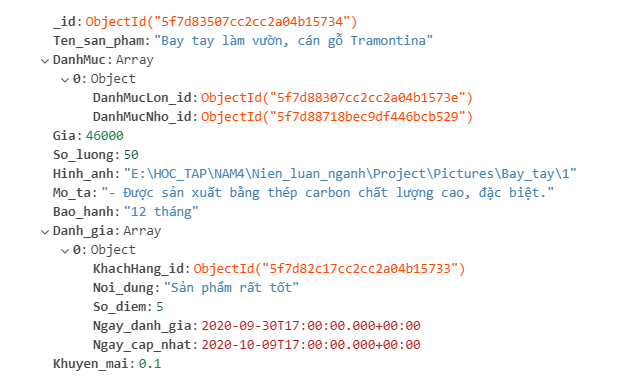 _id: ObjectId("5f7d83507cc2cc2a04b15734")
Ten_san_pham: "Bay tay làm vườn, cán gỗ Tramontina"
DanhMuc: Array
0: Object
DanhMucLon_id: ObjectId("5f7d88307cc2cc2a04b1573e")
DanhMucNho_id: ObjectId("5f7d88718bec9df446bcb529")
Gia: 46000
So_luong: 50
Hinh_anh: "E:\HOC_TAP\NAM4\Nien_luan_nganh\Project\Pictures\Bay_tay\1"
Mo_ta: "- Được sản xuất bằng thép carbon chất lượng cao, đặc biệt."
Bao_hanh: "12 tháng"
Danh_gia: Array
0: Object
KhachHang_id: ObjectId("5f7d82c17cc2cc2a04b15733")
Noi_dung: "Sản phẩm rất tốt"
So_diem: 5
Ngay_danh_gia: 2020-09-30T17:00:00.000+00:00
Ngay_cap_nhat: 2020-10-09T17:00:00.000+00:00
Khuyen_mai: 0.1